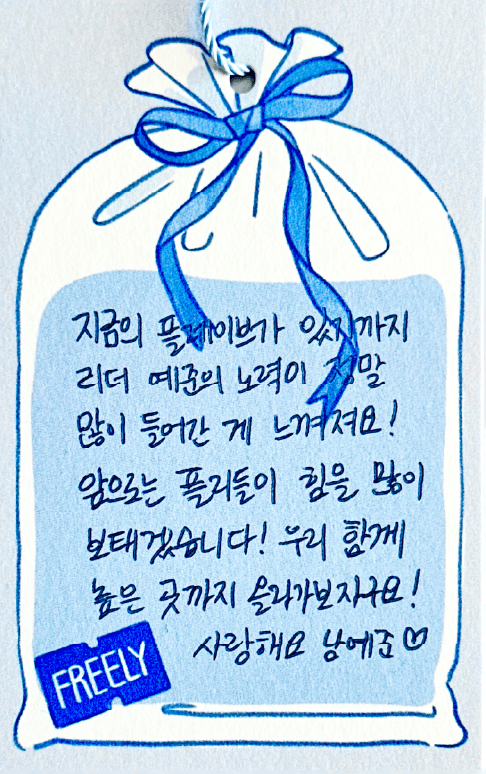 지금의 플레이브가 있기까지
리더 예준의 노력이 정말
많이 들어간 게 느껴져요!
앞으로는 플리들이 힘을 많이
보태겠습니다! 우리 함께
높은 곳까지 올라가보자구요!
사랑해요 남예준♡
FREELY